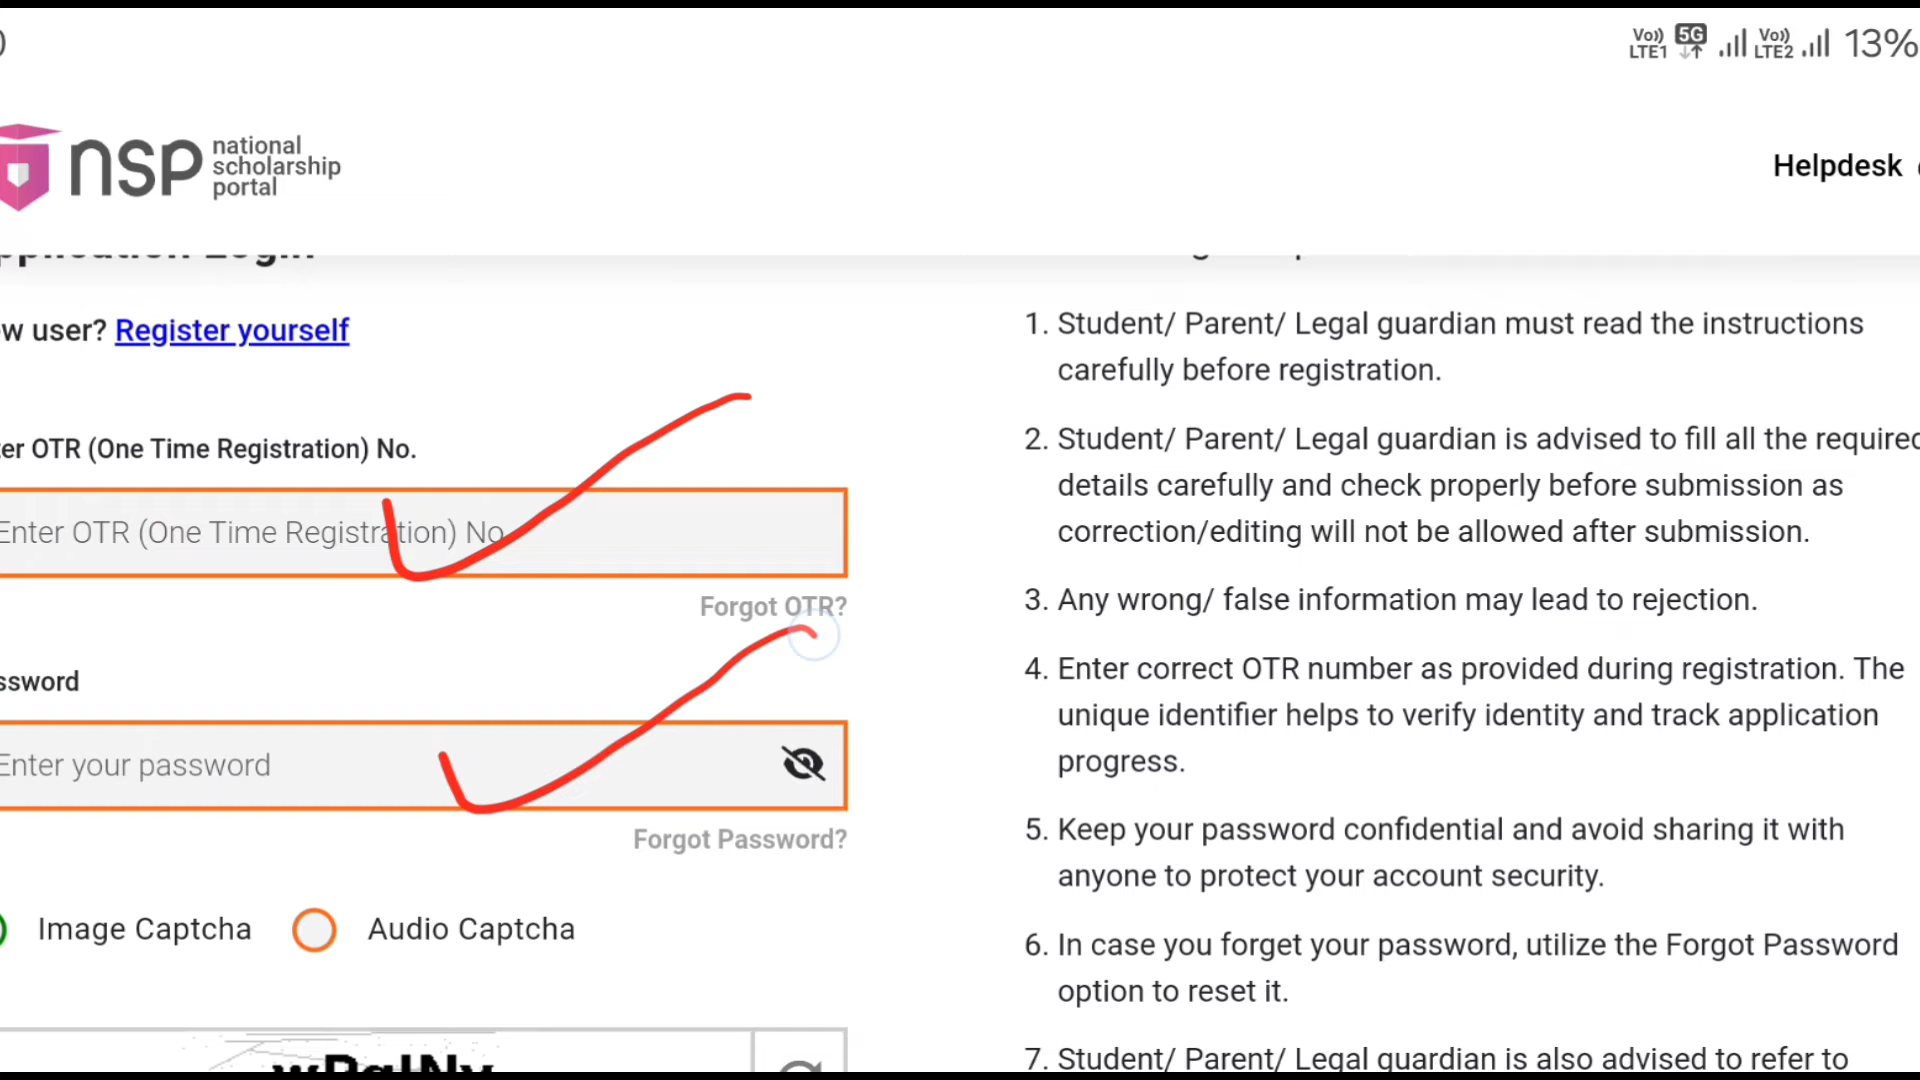 Vo)) LTE1 5G Vo)) LTE2 13%
nsp national scholarship portal
Helpdesk
pplication Login
w user? Register yourself
er OTR (One Time Registration) No.
Enter OTR (One Time Registration) No
Forgot OTR?
ssword
Enter your password
Forgot Password?
Image Captcha Audio Captcha
1. Student/ Parent/ Legal guardian must read the instructions
carefully before registration.
2. Student/ Parent/ Legal guardian is advised to fill all the required
details carefully and check properly before submission as
correction/editing will not be allowed after submission.
3. Any wrong/ false information may lead to rejection.
4. Enter correct OTR number as provided during registration. The
unique identifier helps to verify identity and track application
progress.
5. Keep your password confidential and avoid sharing it with
anyone to protect your account security.
6. In case you forget your password, utilize the Forgot Password
option to reset it.
7. Student/ Parent/ Legal guardian is also advised to refer to